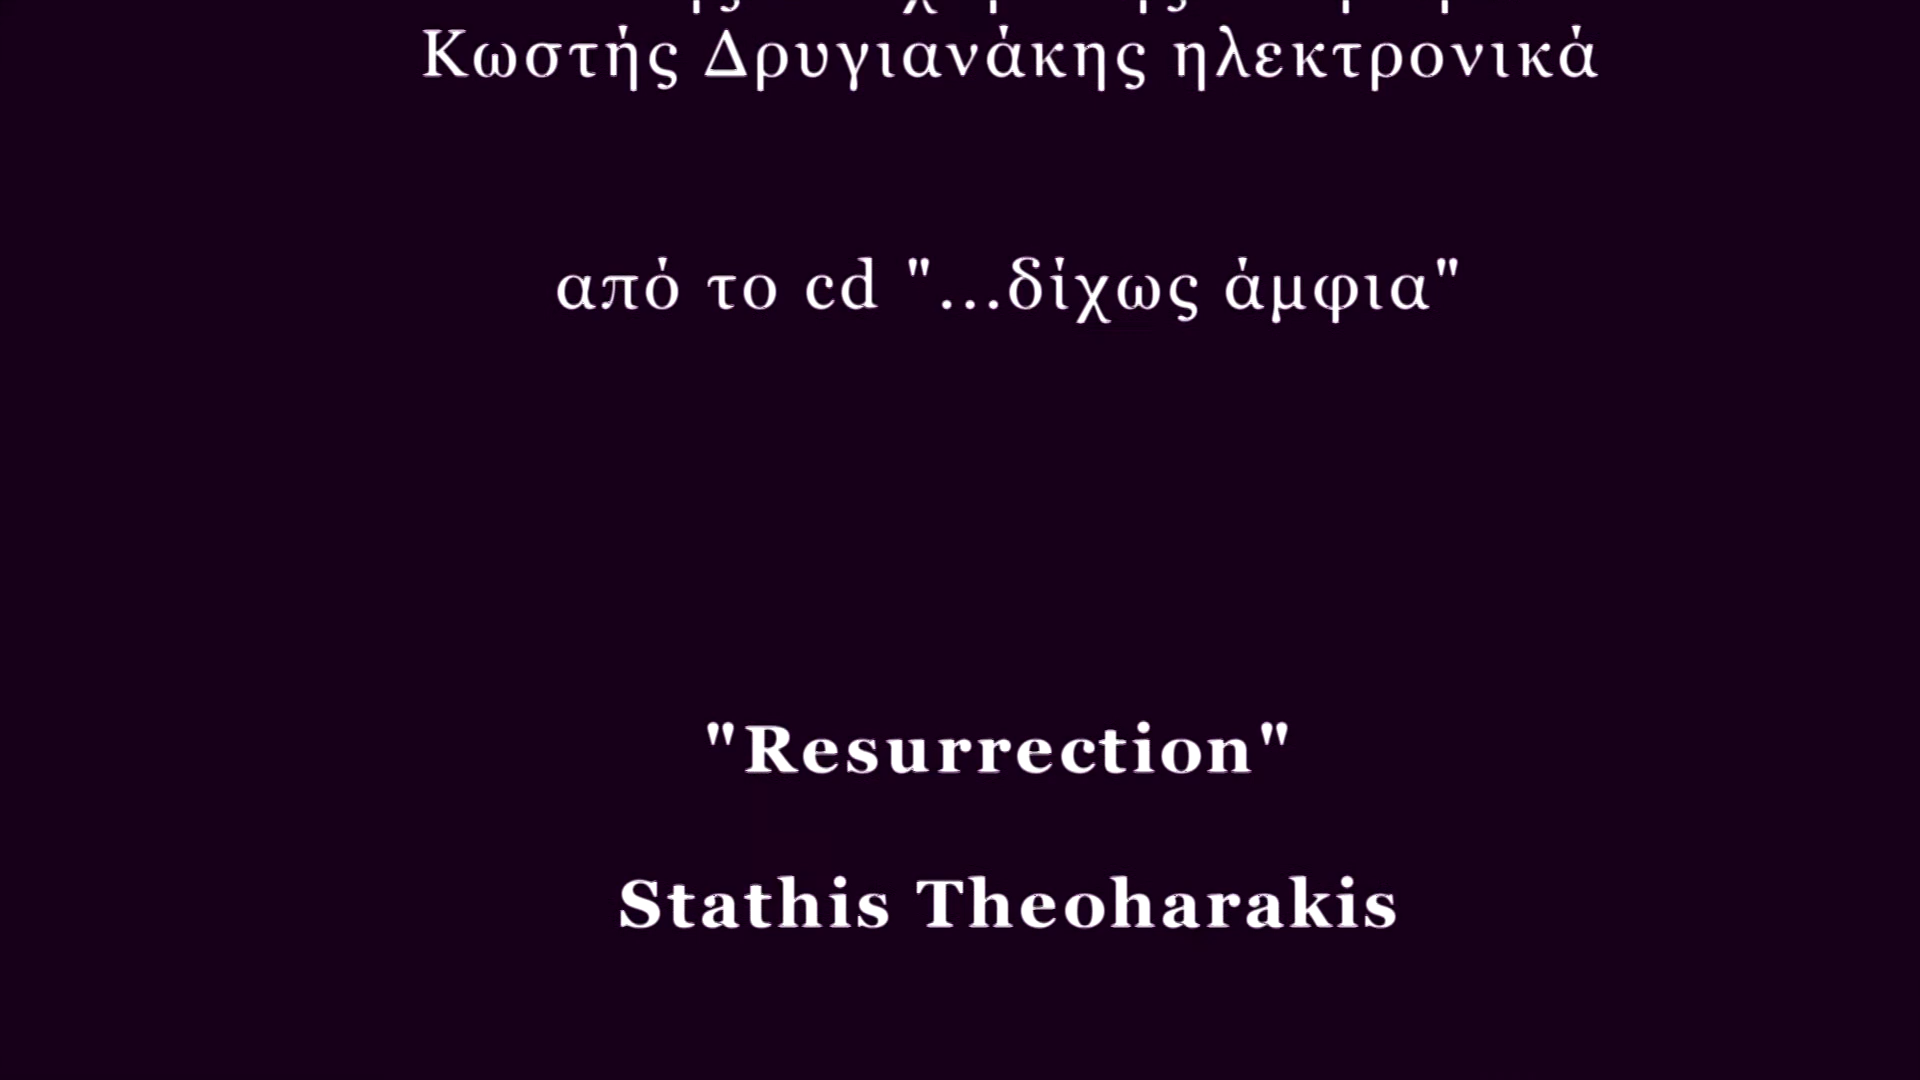 Κωστής Δρυγιανάκης ηλεκτρονικά
από το cd "...δίχως άμφια"
"Resurrection"
Stathis Theoharakis